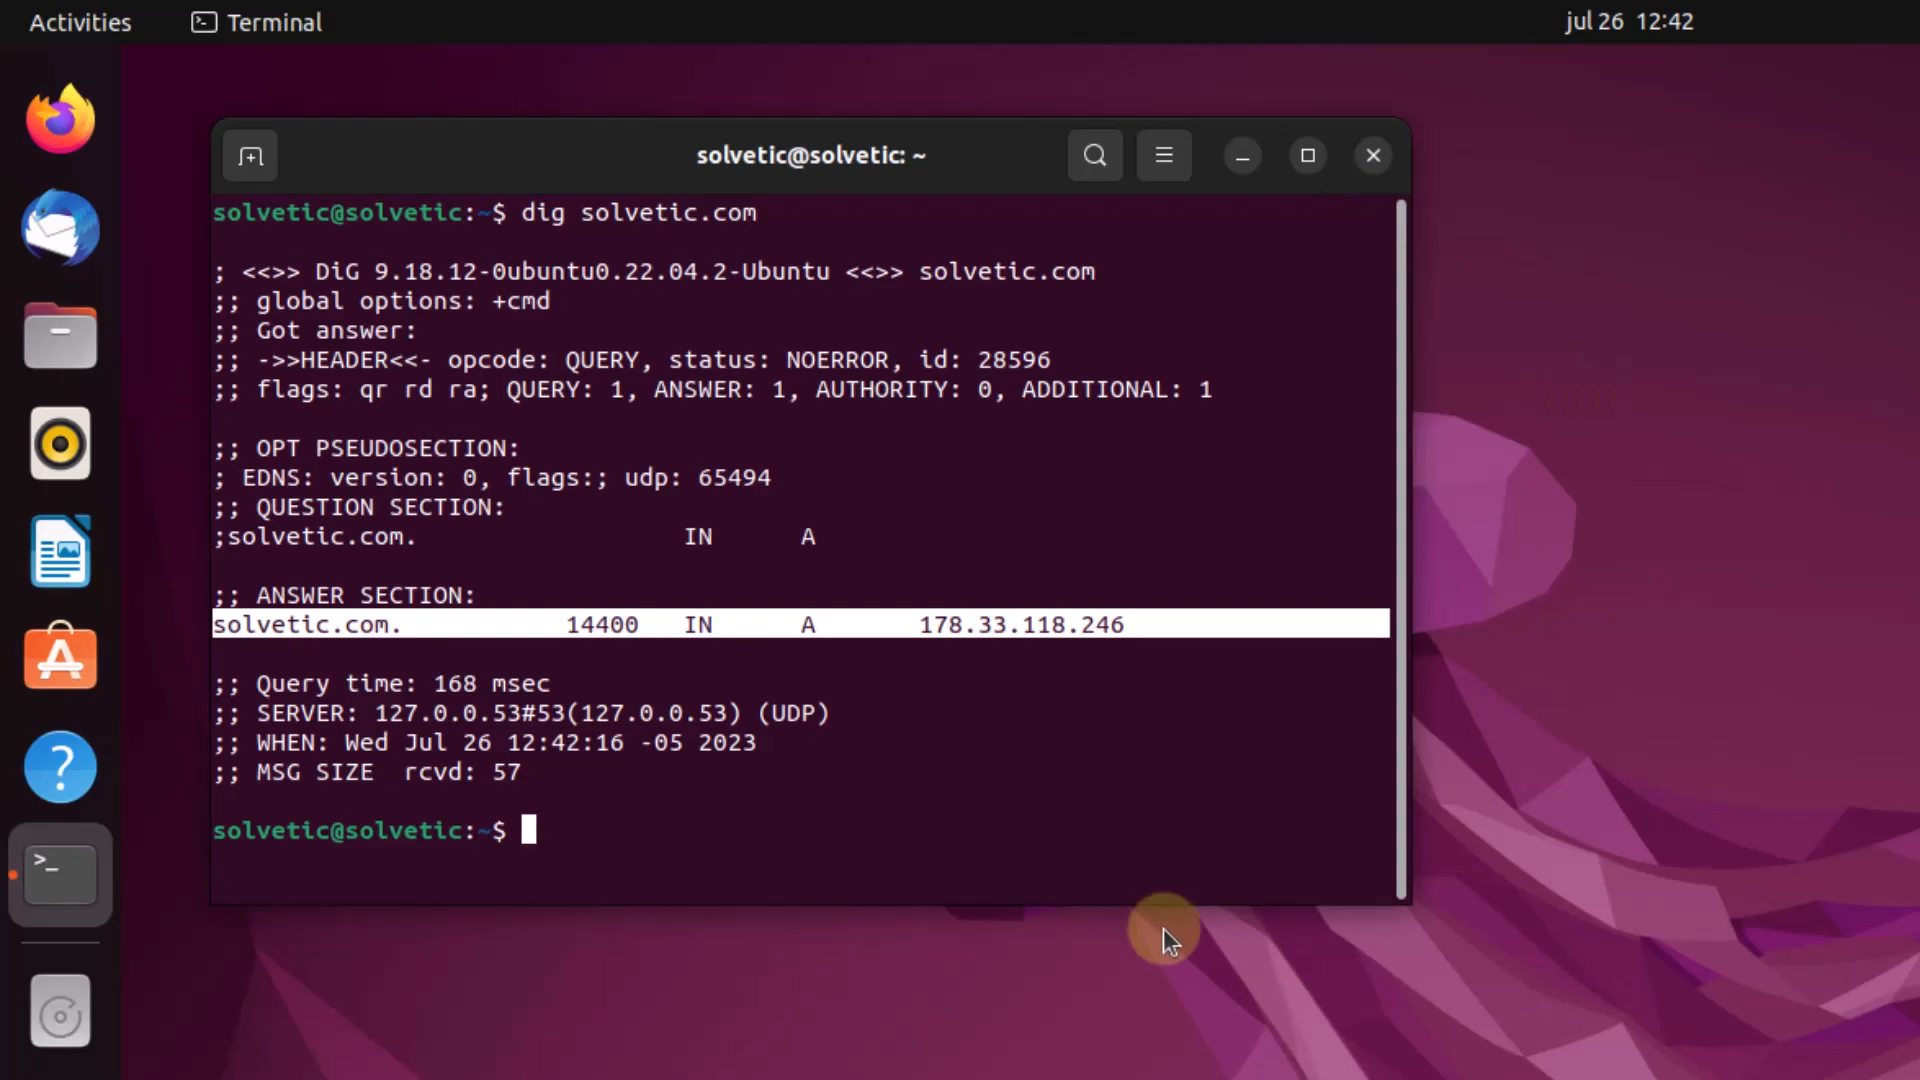 Activities
Terminal
jul 26 12:42
solvetic@solvetic: ~
solvetic@solvetic:~$ dig solvetic.com
; <<>> DiG 9.18.12-0ubuntu0.22.04.2-Ubuntu <<>> solvetic.com
;; global options: +cmd
;; Got answer:
;; ->>HEADER<<- opcode: QUERY, status: NOERROR, id: 28596
;; flags: qr rd ra; QUERY: 1, ANSWER: 1, AUTHORITY: 0, ADDITIONAL: 1
;; OPT PSEUDOSECTION:
; EDNS: version: 0, flags:; udp: 65494
;; QUESTION SECTION:
;solvetic.com. IN A
;; ANSWER SECTION:
solvetic.com. 14400 IN A 178.33.118.246
;; Query time: 168 msec
;; SERVER: 127.0.0.53#53(127.0.0.53) (UDP)
;; WHEN: Wed Jul 26 12:42:16 -05 2023
;; MSG SIZE rcvd: 57
solvetic@solvetic:~$